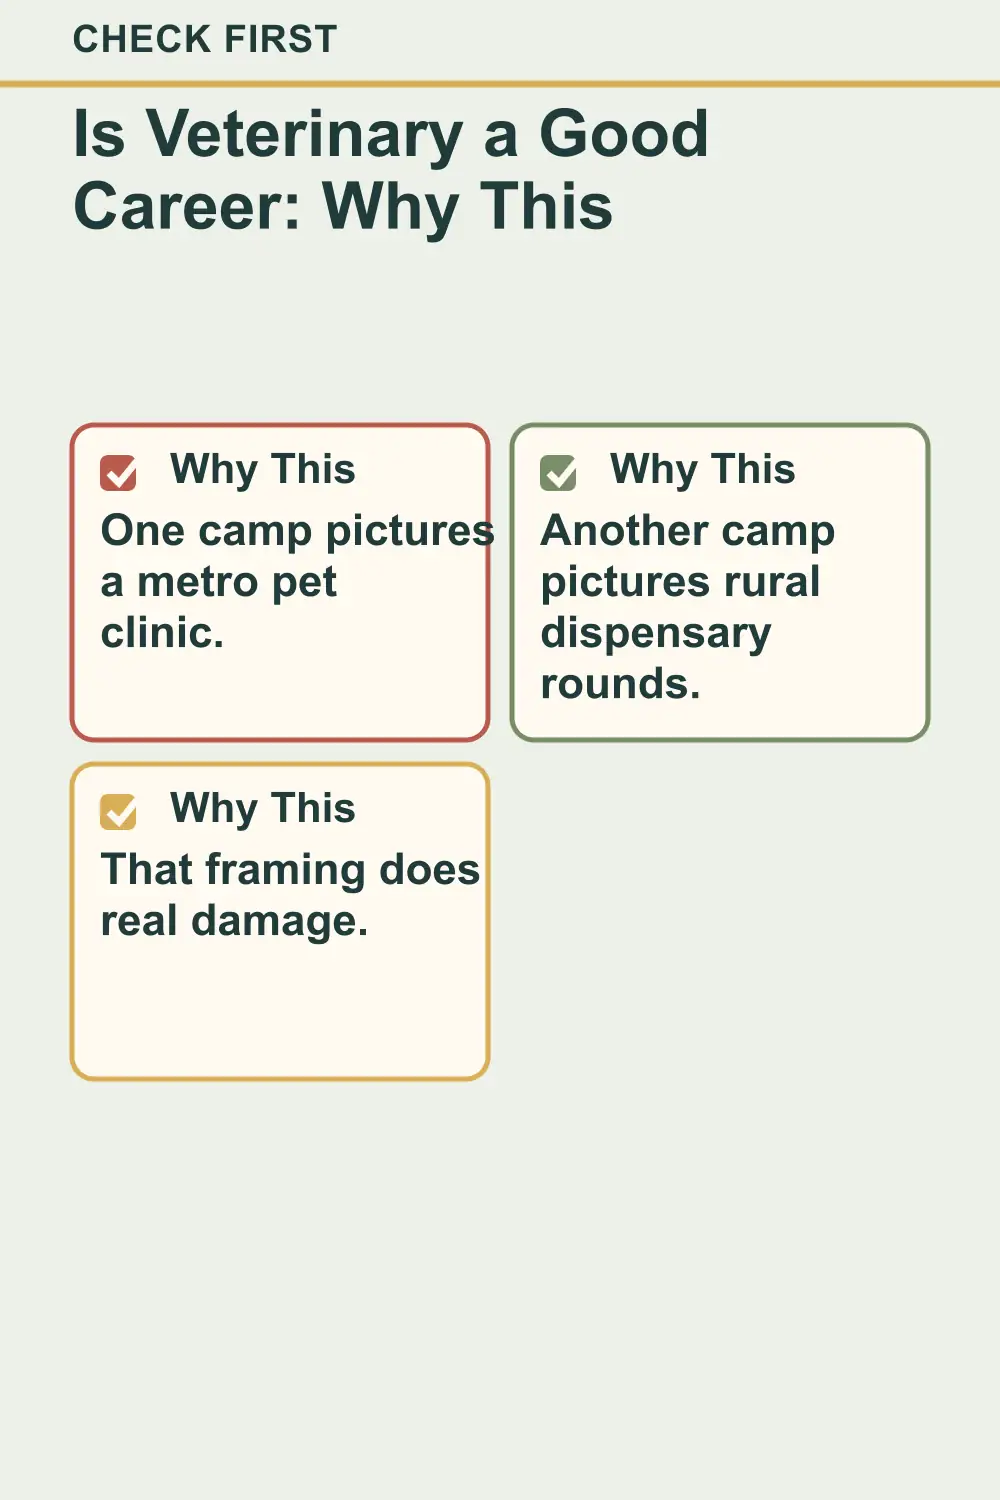 CHECK FIRST
Is Veterinary a Good
Career: Why This
Why This
One camp pictures
a metro pet
clinic.
Why This
Another camp
pictures rural
dispensary
rounds.
Why This
That framing does
real damage.